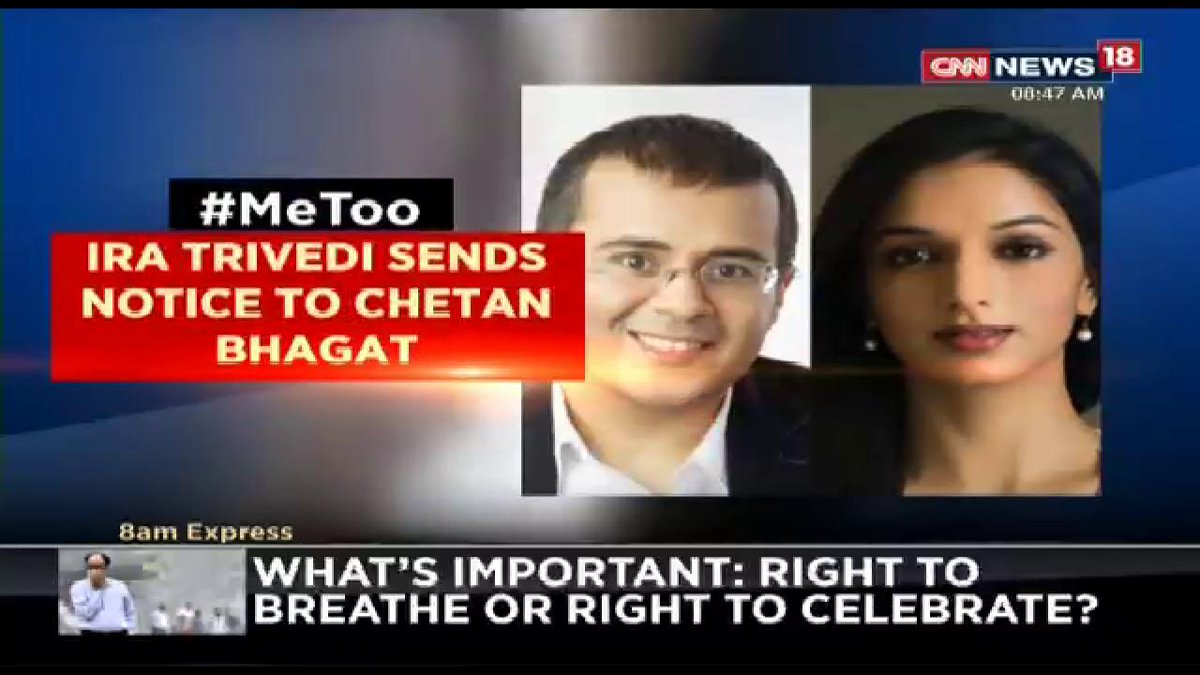 CNN NEWS 18
08:47 AM
#MeToo
IRA TRIVEDI SENDS
NOTICE TO CHETAN
BHAGAT
8am Express
WHAT'S IMPORTANT: RIGHT TO
BREATHE OR RIGHT TO CELEBRATE?